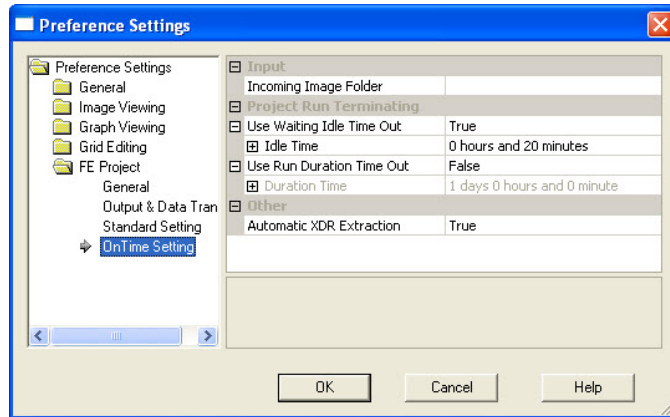 Preference Settings
Preference Settings
General
Image Viewing
Graph Viewing
Grid Editing
FE Project
General
Output & Data Tran
Standard Setting
OnTime Setting
Input
Incoming Image Folder
Project Run Terminating
Use Waiting Idle Time Out True
Idle Time 0 hours and 20 minutes
Use Run Duration Time Out False
Duration Time 1 days 0 hours and 0 minute
Other
Automatic XDR Extraction True
OK Cancel Help